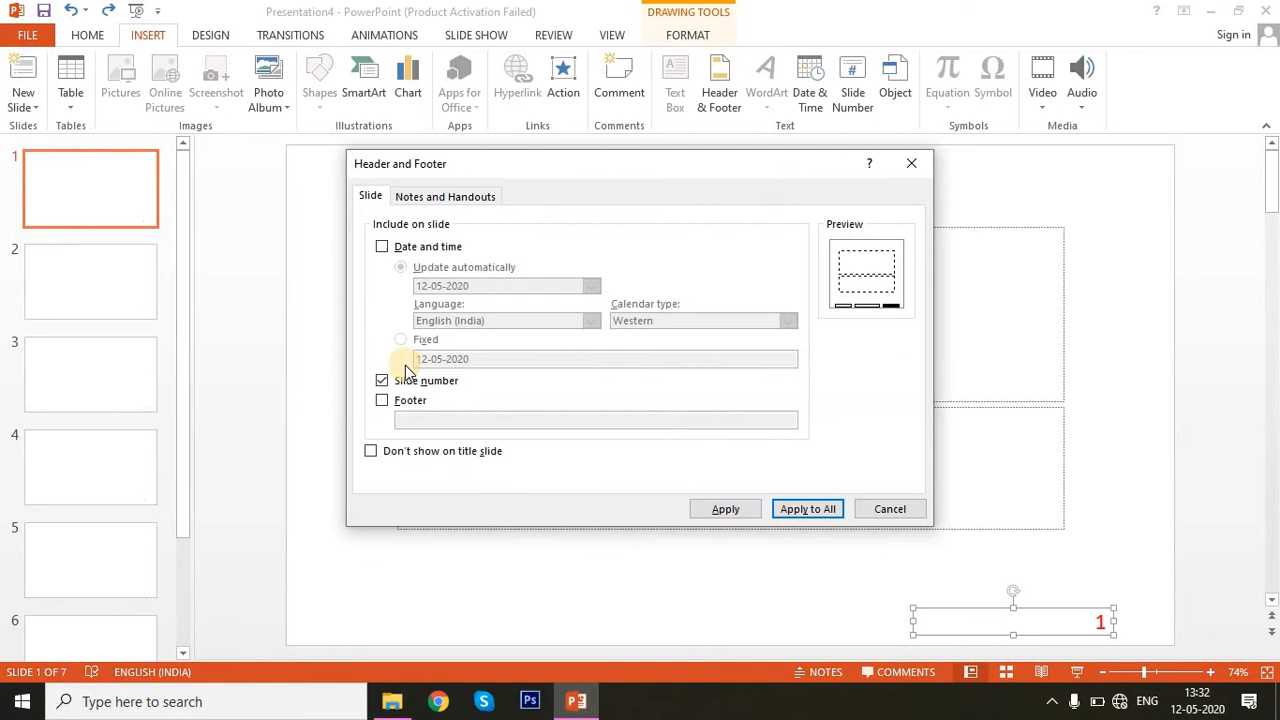 Presentation4 - PowerPoint (Product Activation Failed)
DRAWING TOOLS
?
FILE HOME INSERT DESIGN TRANSITIONS ANIMATIONS SLIDE SHOW REVIEW VIEW FORMAT Sign in
New Slide
Table
Pictures
Online Pictures
Screenshot
Photo Album
Shapes
SmartArt
Chart
Apps for Office
Hyperlink
Action
Comment
Text Box
Header & Footer
WordArt
Date & Time
Slide Number
Object
Equation
Symbol
Video
Audio
Slides Tables Images Illustrations Apps Links Comments Text Symbols Media
1
2
3
4
5
6
Header and Footer ?
Slide Notes and Handouts
Include on slide
Date and time
Update automatically
12-05-2020
Language: Calendar type:
English (India) Western
Fixed
12-05-2020
Slide number
Footer
Don't show on title slide
Preview
Apply Apply to All Cancel
1
SLIDE 1 OF 7 ENGLISH (INDIA) NOTES COMMENTS 74%
Type here to search
Ps
P
ENG
13:32
12-05-2020